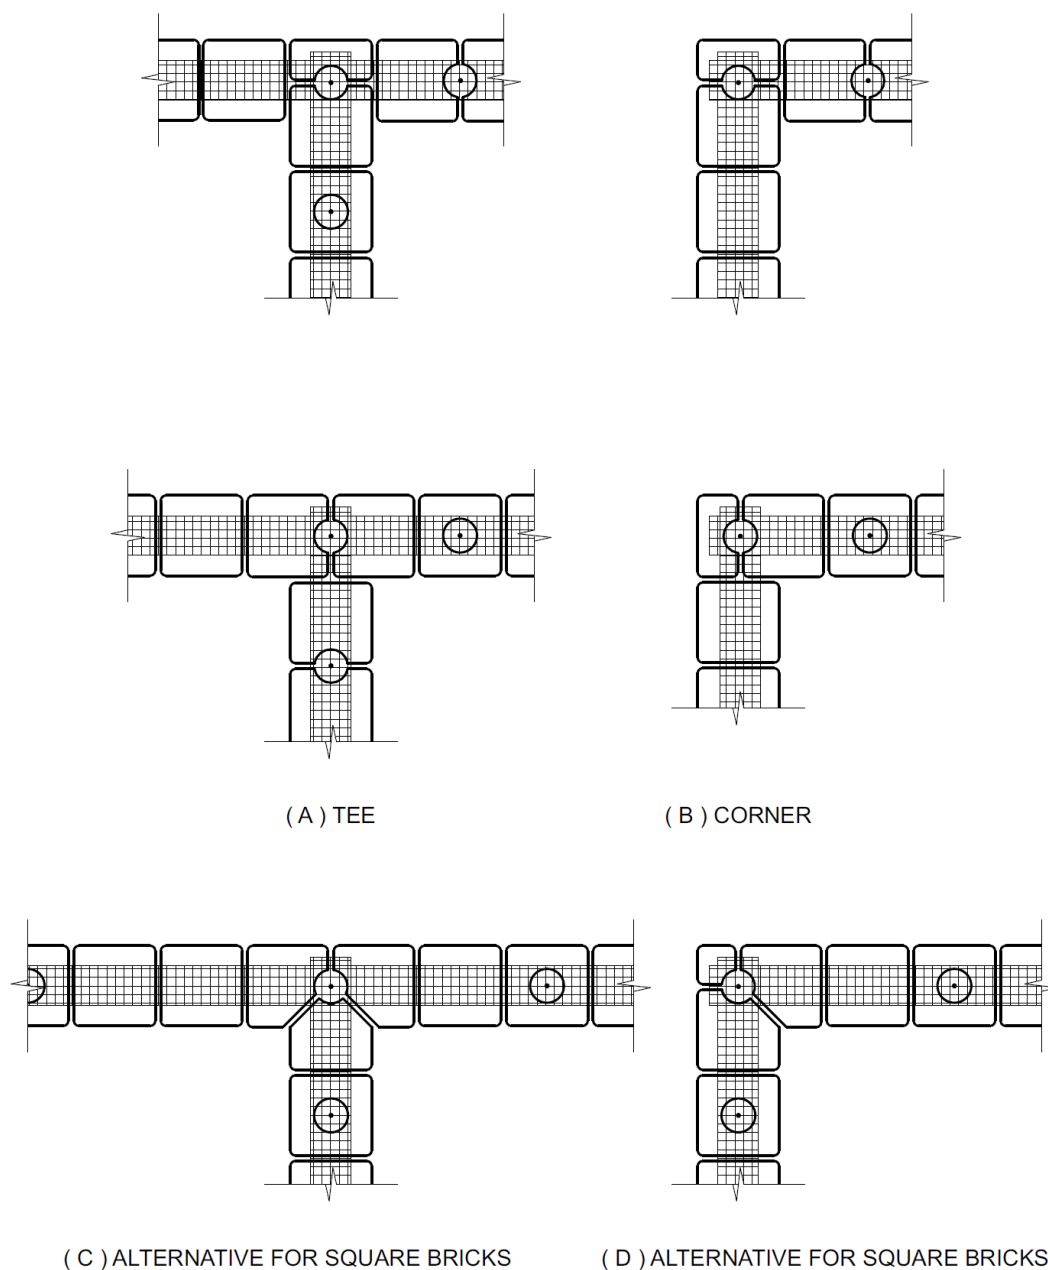 ( A ) TEE
( B ) CORNER
( C ) ALTERNATIVE FOR SQUARE BRICKS
( D ) ALTERNATIVE FOR SQUARE BRICKS